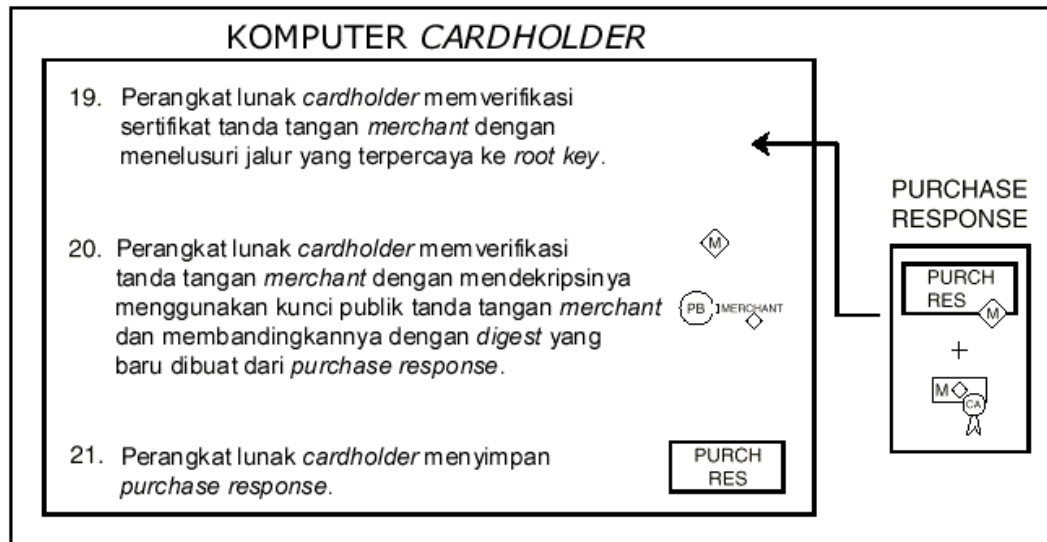 KOMPUTER CARDHOLDER
19. Perangkat lunak cardholder memverifikasi
sertifikat tanda tangan merchant dengan
menelusuri jalur yang terpercaya ke root key.
20. Perangkat lunak cardholder memverifikasi
tanda tangan merchant dengan mendekripsinya
menggunakan kunci publik tanda tangan merchant
dan membandingkannya dengan digest yang
baru dibuat dari purchase response.
M
PB MERCHANT
21. Perangkat lunak cardholder menyimpan
purchase response.
PURCH
RES
PURCHASE
RESPONSE
PURCH
RES
M
+
M
CA